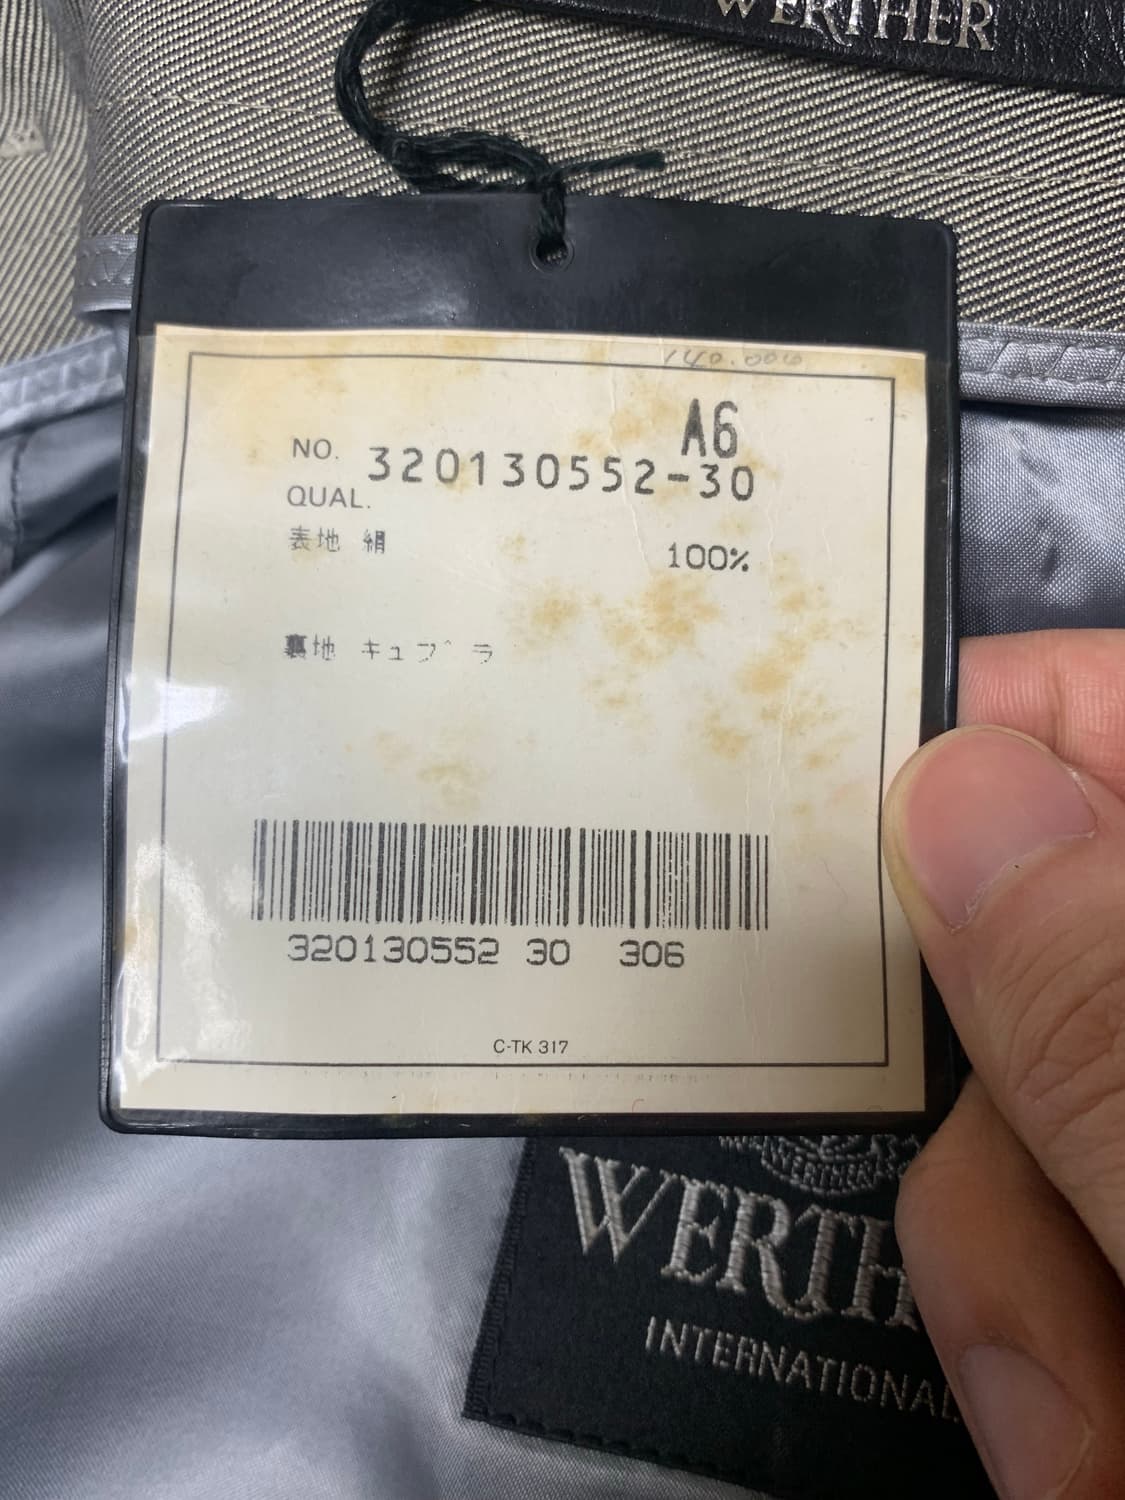 WERTHER
140.000
A6
NO. 320130552-30
QUAL.
表地 絹 100%
裏地 キュプラ
320130552 30 306
C-TK 317
WERTHER
WERTH
INTERNATIONAL